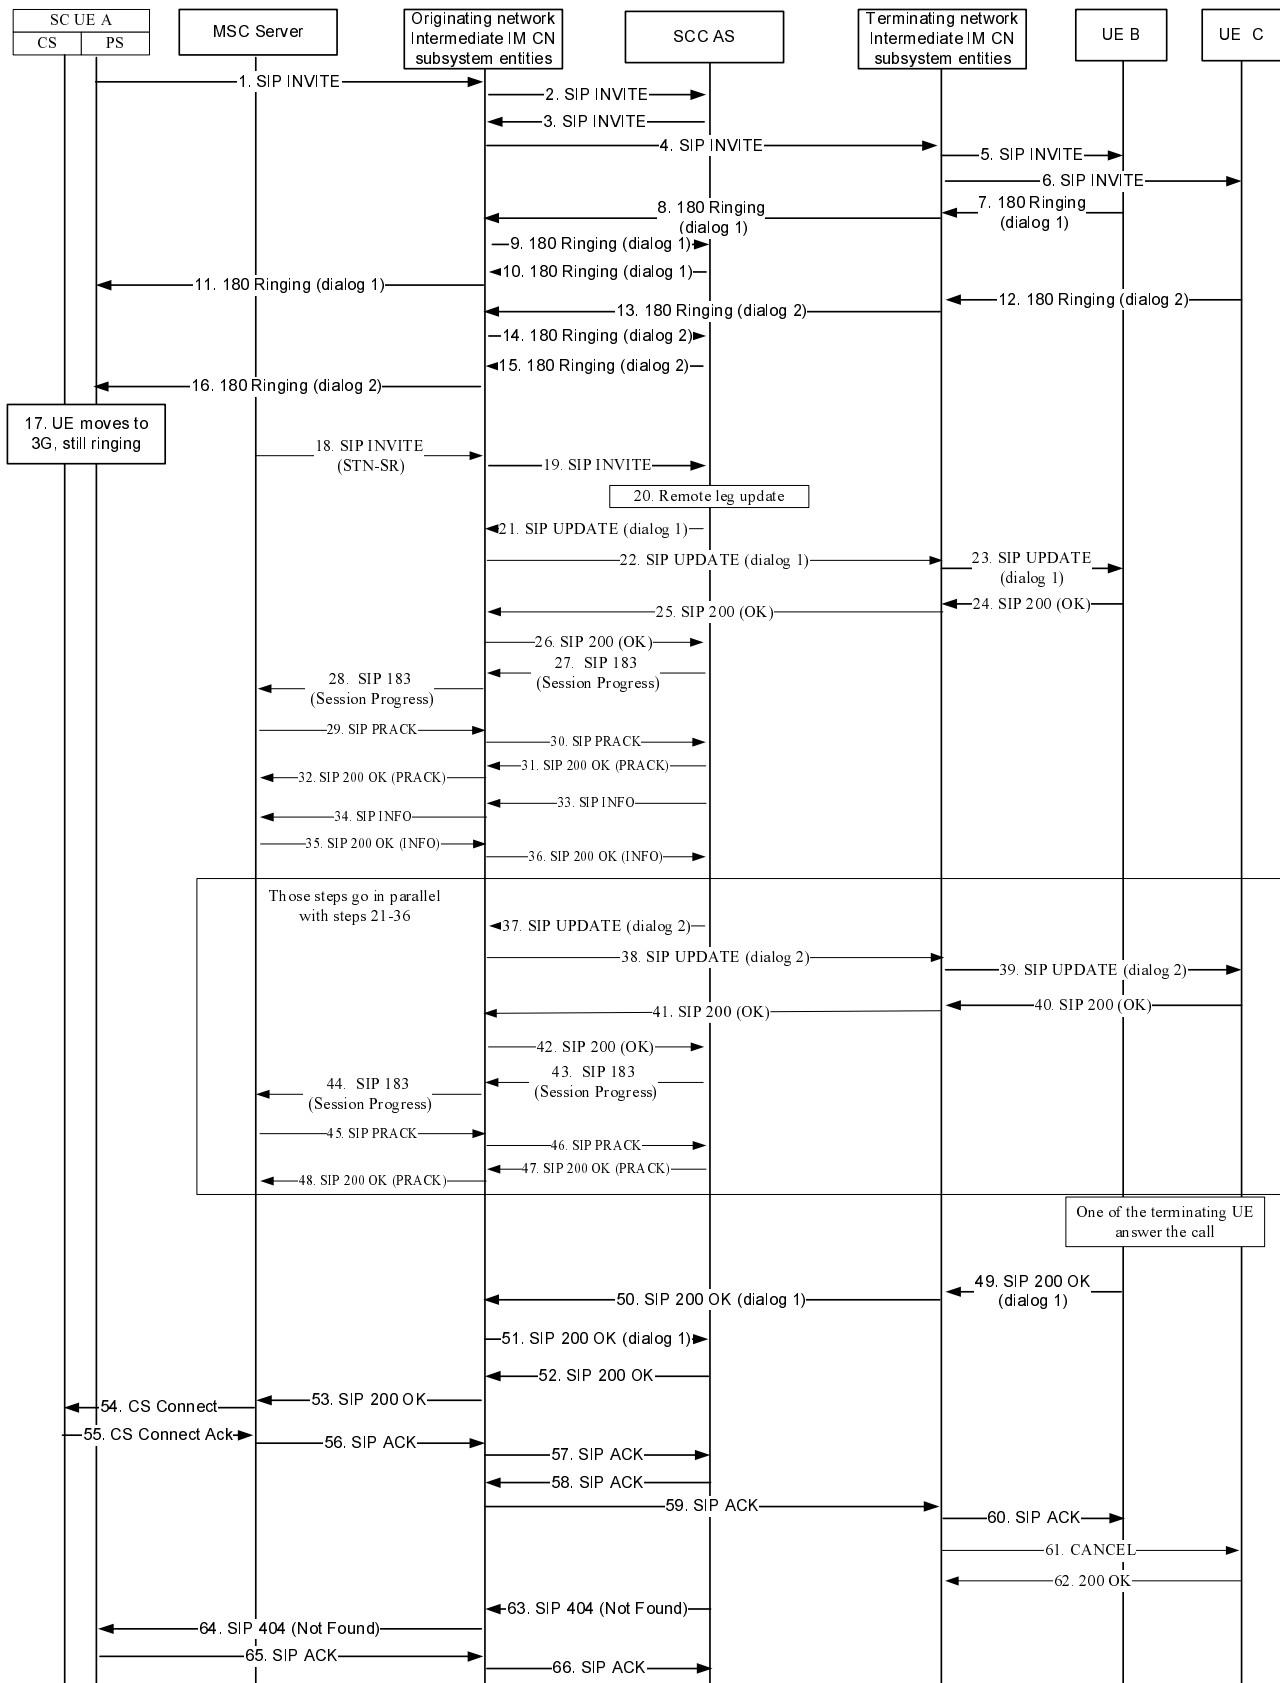 SC UE A
CS
PS
MSC Server
Originating network
Intermediate IM CN
subsystem entities
SCC AS
Terminating network
Intermediate IM CN
subsystem entities
UE B
UE C
1. SIP INVITE
2. SIP INVITE
3. SIP INVITE
4. SIP INVITE
5. SIP INVITE
6. SIP INVITE
7. 180 Ringing
(dialog 1)
8. 180 Ringing
(dialog 1)
9. 180 Ringing (dialog 1)
10. 180 Ringing (dialog 1)
11. 180 Ringing (dialog 1)
12. 180 Ringing (dialog 2)
13. 180 Ringing (dialog 2)
14. 180 Ringing (dialog 2)
15. 180 Ringing (dialog 2)
16. 180 Ringing (dialog 2)
17. UE moves to
3G, still ringing
18. SIP INVITE
(STN-SR)
19. SIP INVITE
20. Remote leg update
21. SIP UPDATE (dialog 1)
22. SIP UPDATE (dialog 1)
23. SIP UPDATE
(dialog 1)
24. SIP 200 (OK)
25. SIP 200 (OK)
26. SIP 200 (OK)
27. SIP 183
(Session Progress)
28. SIP 183
(Session Progress)
29. SIP PRACK
30. SIP PRACK
31. SIP 200 OK (PRACK)
32. SIP 200 OK (PRACK)
33. SIP INFO
34. SIP INFO
35. SIP 200 OK (INFO)
36. SIP 200 OK (INFO)
Those steps go in parallel
with steps 21-36
37. SIP UPDATE (dialog 2)
38. SIP UPDATE (dialog 2)
39. SIP UPDATE (dialog 2)
40. SIP 200 (OK)
41. SIP 200 (OK)
42. SIP 200 (OK)
43. SIP 183
(Session Progress)
44. SIP 183
(Session Progress)
45. SIP PRACK
46. SIP PRACK
47. SIP 200 OK (PRACK)
48. SIP 200 OK (PRACK)
One of the terminating UE
answer the call
49. SIP 200 OK
(dialog 1)
50. SIP 200 OK (dialog 1)
51. SIP 200 OK (dialog 1)
52. SIP 200 OK
53. SIP 200 OK
54. CS Connect
55. CS Connect Ack
56. SIP ACK
57. SIP ACK
58. SIP ACK
59. SIP ACK
60. SIP ACK
61. CANCEL
62. 200 OK
63. SIP 404 (Not Found)
64. SIP 404 (Not Found)
65. SIP ACK
66. SIP ACK